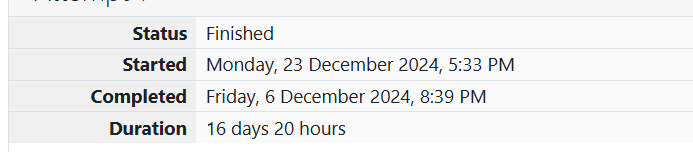 Status Finished
Started Monday, 23 December 2024, 5:33 PM
Completed Friday, 6 December 2024, 8:39 PM
Duration 16 days 20 hours